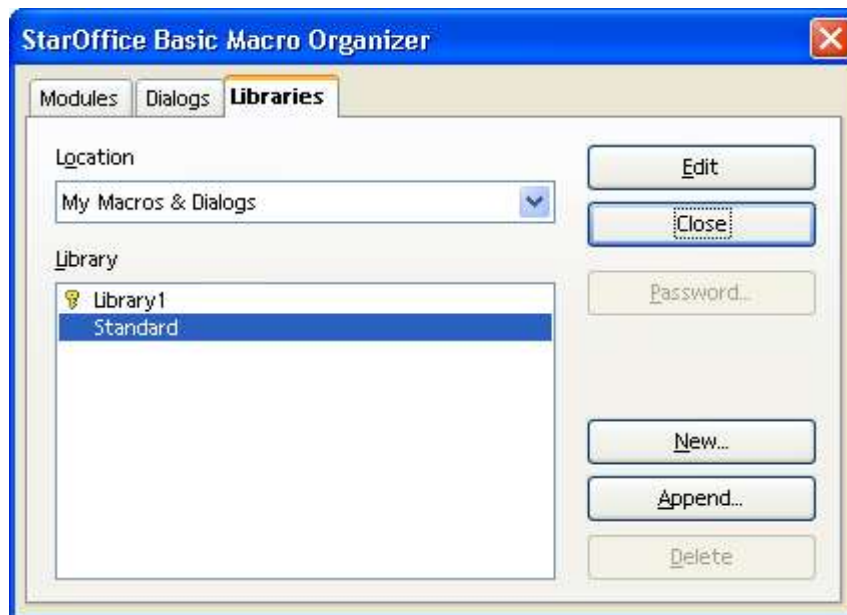 StarOffice Basic Macro Organizer
Modules Dialogs Libraries
Location
My Macros & Dialogs
Library
Library1
Standard
Edit
Close
Password...
New...
Append...
Delete